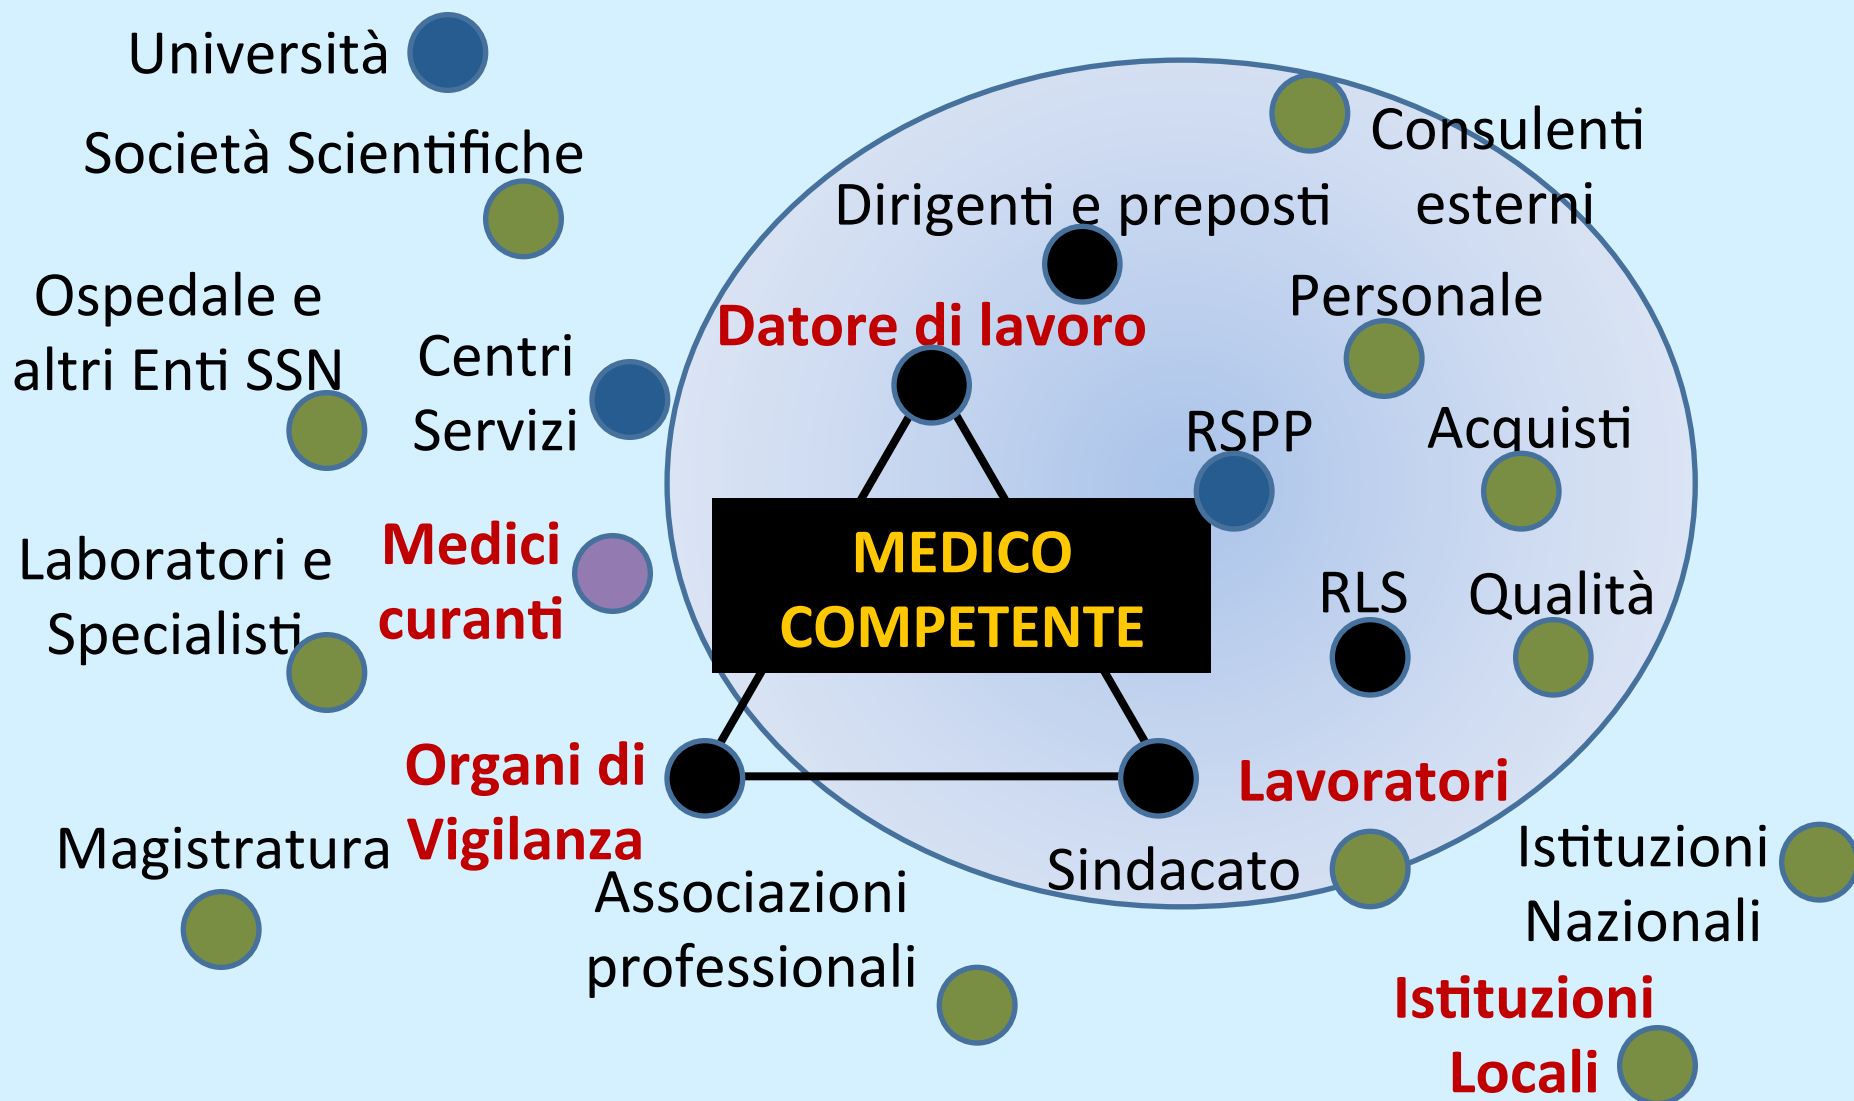 Università
Società Scientifiche
Ospedale e
altri Enti SSN
Centri
Servizi
Laboratori e
Specialisti
Medici
curanti
Organi di
Vigilanza
Magistratura
Associazioni
professionali
Consulenti
esterni
Dirigenti e preposti
Datore di lavoro
Personale
RSPP
Acquisti
MEDICO
COMPETENTE
RLS
Qualità
Lavoratori
Sindacato
Istituzioni
Nazionali
Istituzioni
Locali